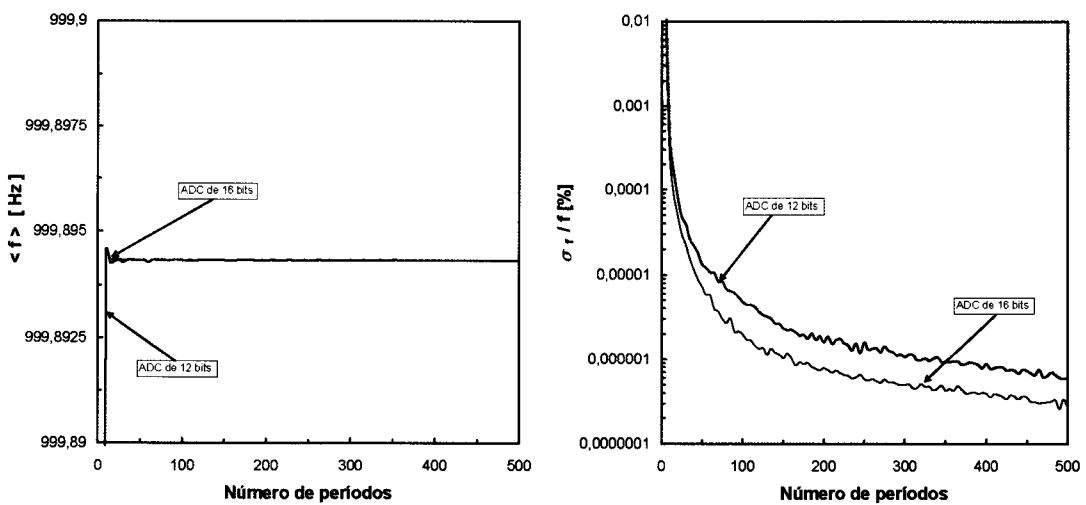 999,9
999,8975
999,895
999,8925
999,89
< f > [ Hz ]
ADC de 16 bits
ADC de 12 bits
0 100 200 300 400 500
Número de períodos
0,01
0,001
0,0001
0,00001
0,000001
0,0000001
σ f / f [%]
ADC de 12 bits
ADC de 16 bits
0 100 200 300 400 500
Número de períodos